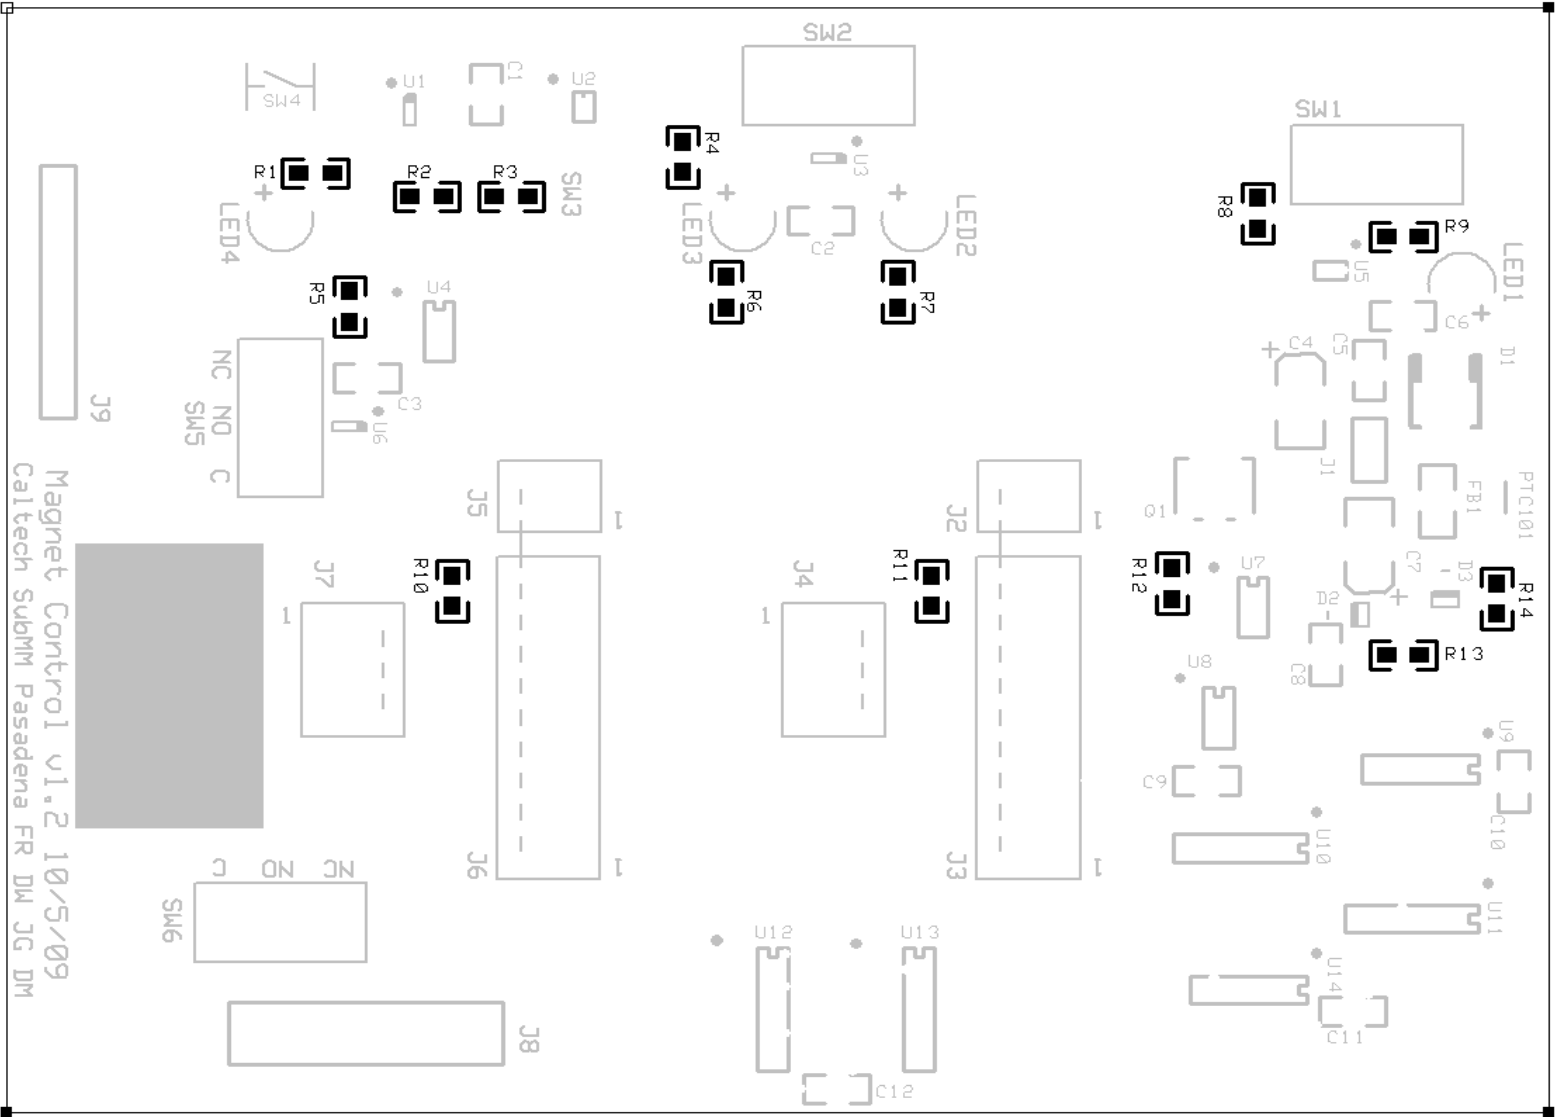 SW2
SW4
U1
C1
U2
SW1
R4
U3
R1
R2
R3
SW3
LED4
LED3
LED2
C2
R8
R9
U5
LED1
R5
U4
R6
R7
C6
C4
C5
D1
NC
NO
C
SW5
C3
U6
J9
J1
J5
1
J2
1
Q1
FB1
PTC101
Magnet Control v1.2 10/5/09
Caltech SubMM Pasadena FR DW JG DM
J7
1
R10
J4
1
R11
R12
U7
C7
D3
D2
R14
R13
U8
C8
U9
C9
C10
U10
J6
1
J3
1
C
NO
NC
SW6
U11
U12
U13
U14
J8
C11
C12